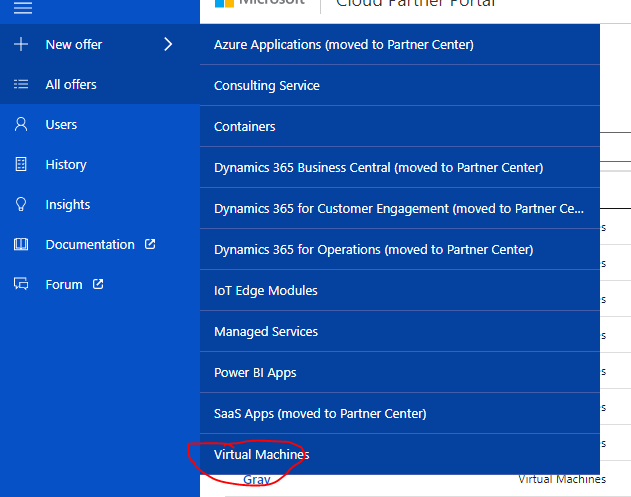 Microsoft Cloud Partner Portal
New offer
All offers
Users
History
Insights
Documentation
Forum
Azure Applications (moved to Partner Center)
Consulting Service
Containers
Dynamics 365 Business Central (moved to Partner Center)
Dynamics 365 for Customer Engagement (moved to Partner Ce...
Dynamics 365 for Operations (moved to Partner Center)
IoT Edge Modules
Managed Services
Power BI Apps
SaaS Apps (moved to Partner Center)
Virtual Machines
Grav Virtual Machines